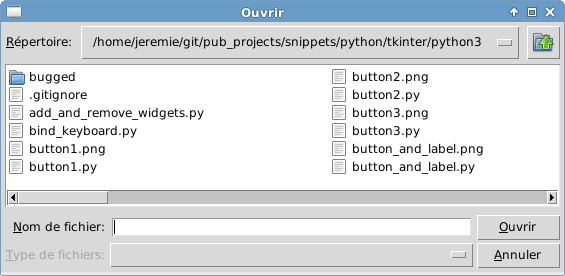 Ouvrir
Répertoire: /home/jeremie/git/pub_projects/snippets/python/tkinter/python3
bugged
.gitignore
add_and_remove_widgets.py
bind_keyboard.py
button1.png
button1.py
button2.png
button2.py
button3.png
button3.py
button_and_label.png
button_and_label.py
Nom de fichier: Ouvrir
Type de fichiers: Annuler